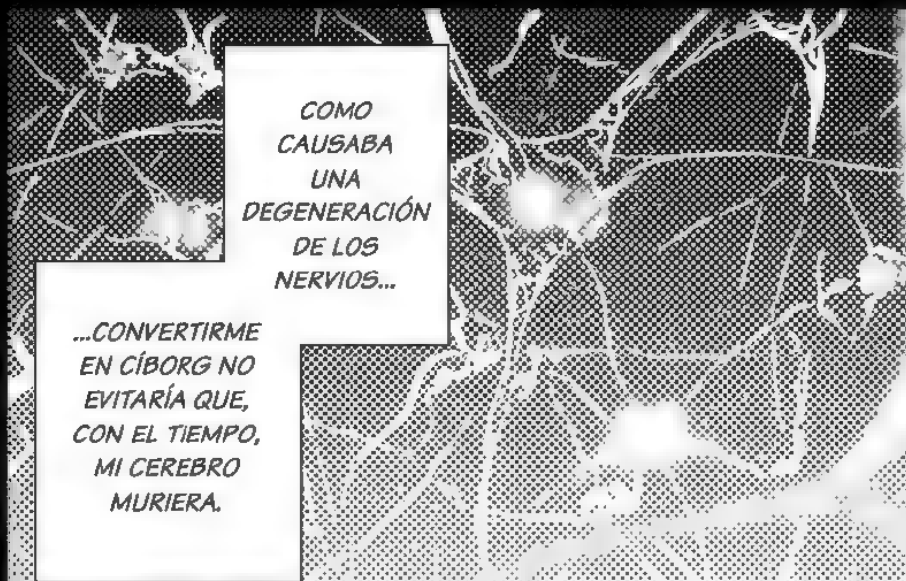 COMO
CAUSABA
UNA
DEGENERACIÓN
DE LOS
NERVIOS...
...CONVERTIRME
EN CÍBORG NO
EVITARÍA QUE,
CON EL TIEMPO,
MI CEREBRO
MURIERA.